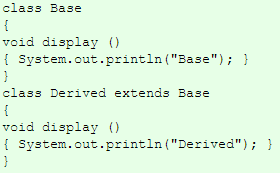 class Base
{
void display ()
{ System.out.println("Base"); }
}
class Derived extends Base
{
void display ()
{ System.out.println("Derived"); }
}